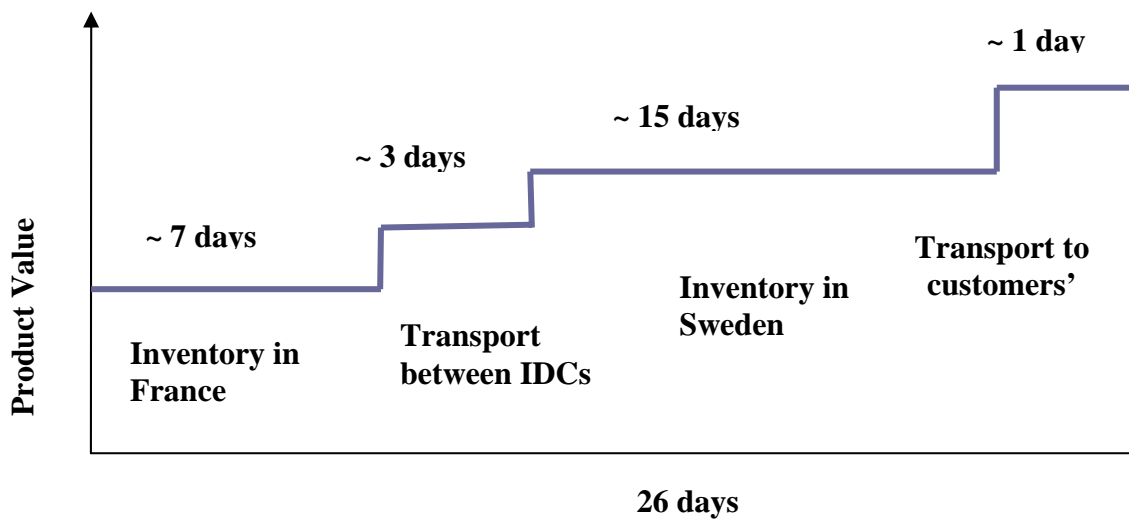 ~ 1 day
~ 15 days
~ 3 days
~ 7 days
Product Value
Transport to
customers’
Inventory in
Sweden
Transport
between IDCs
Inventory in
France
26 days